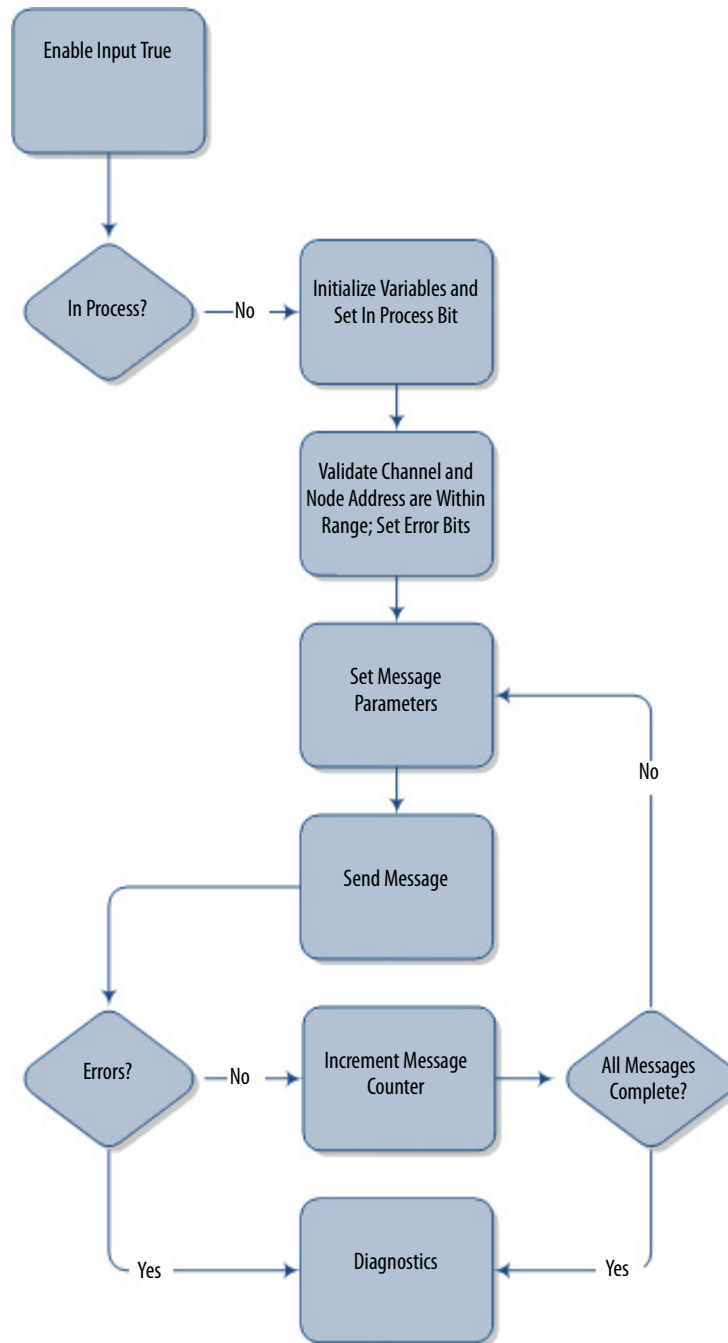 Enable Input True
In Process?
No
Initialize Variables and
Set In Process Bit
Validate Channel and
Node Address are Within
Range; Set Error Bits
Set Message
Parameters
No
Send Message
Errors?
No
Increment Message
Counter
All Messages
Complete?
Yes
Diagnostics
Yes